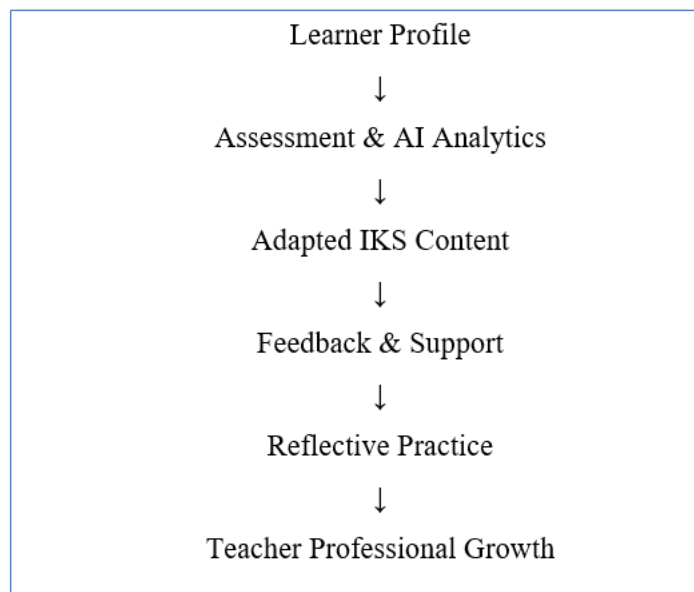 Learner Profile
↓
Assessment & AI Analytics
↓
Adapted IKS Content
↓
Feedback & Support
↓
Reflective Practice
↓
Teacher Professional Growth